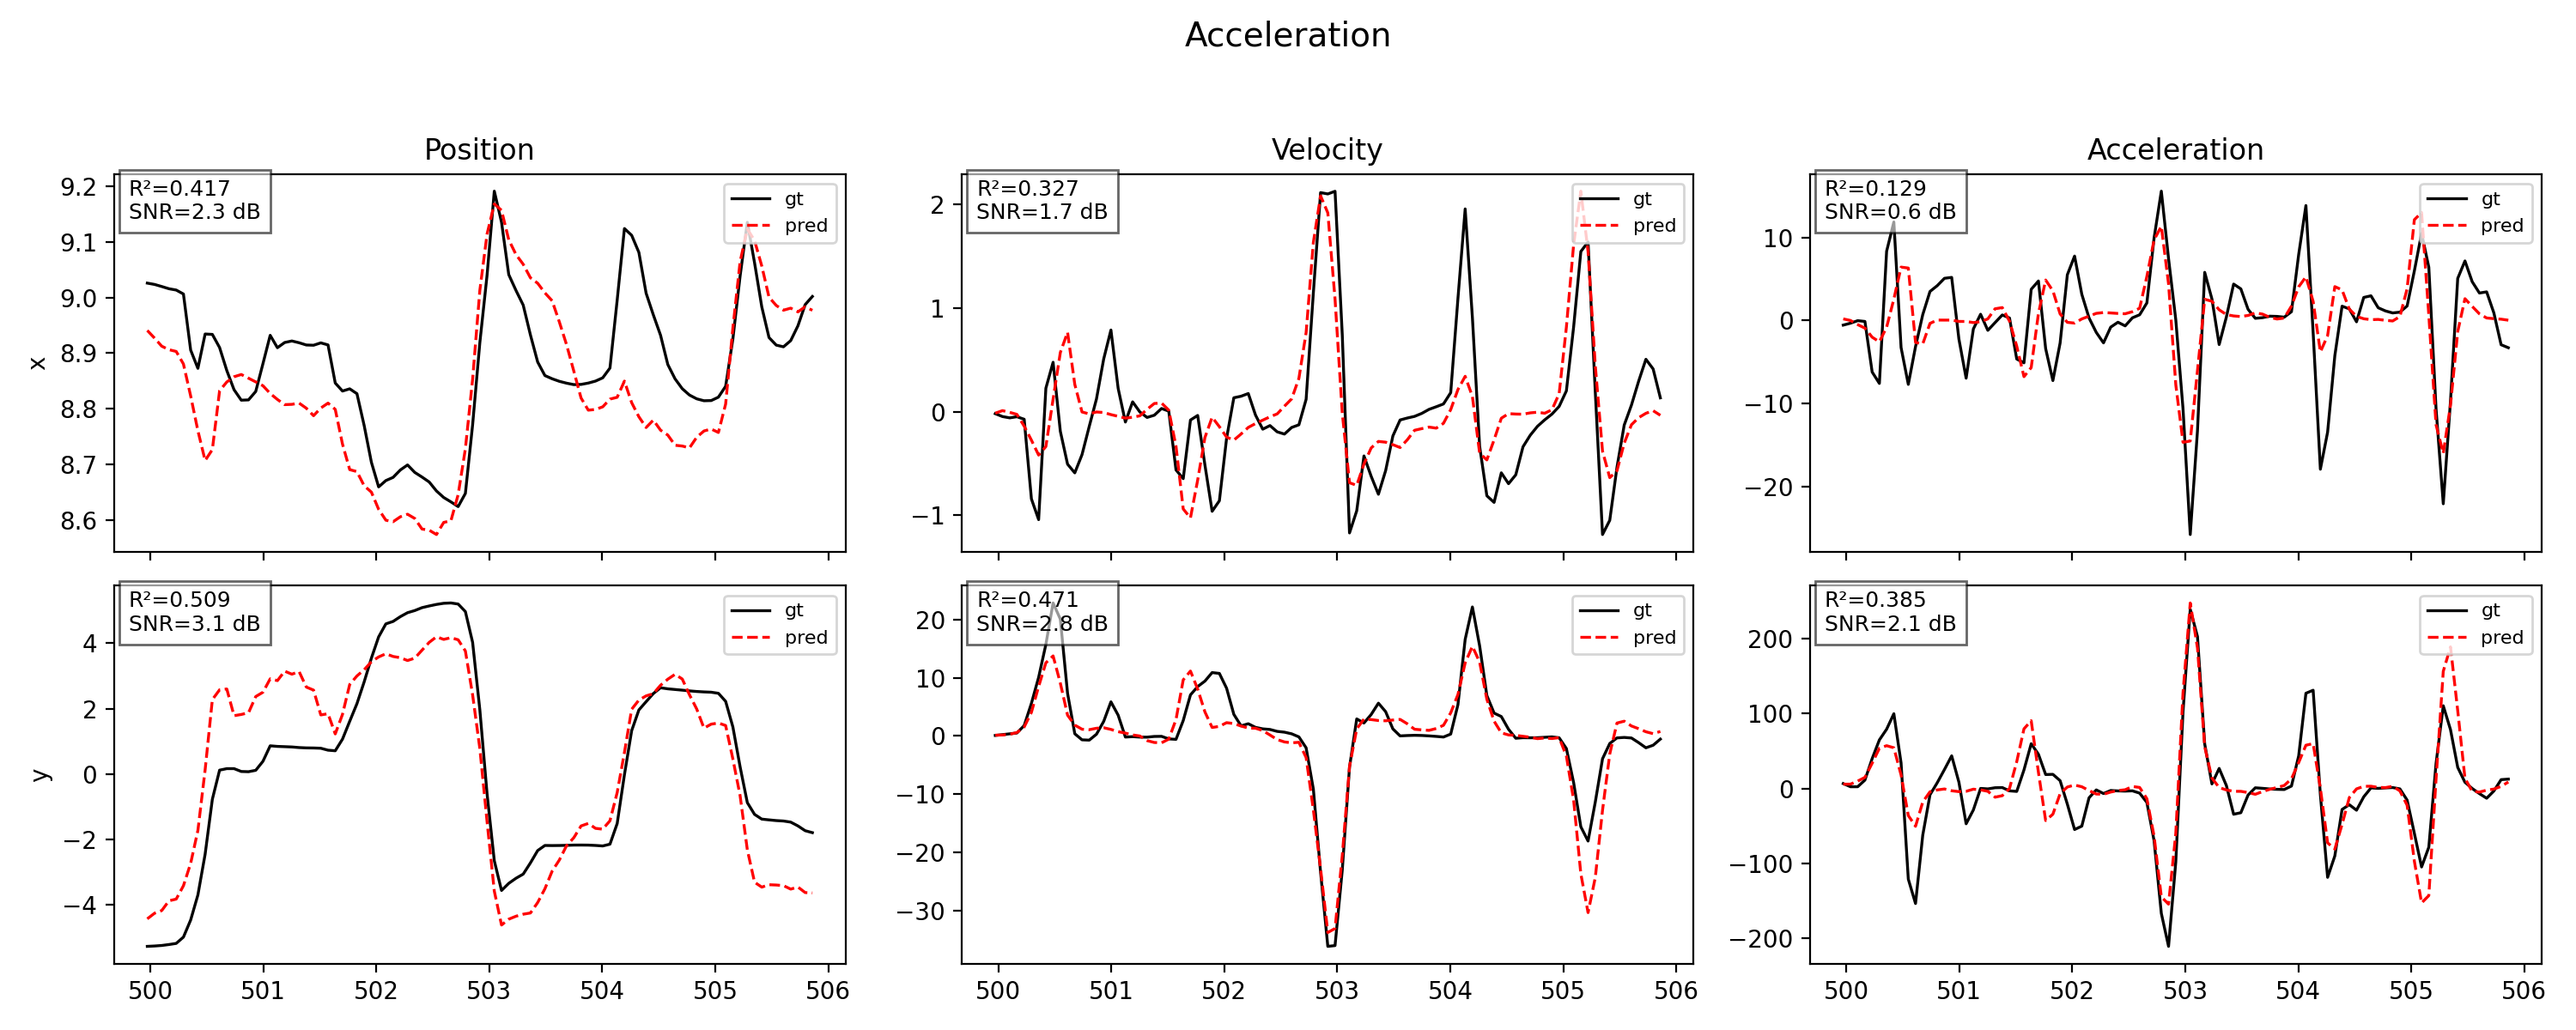 Acceleration
Position
Velocity
Acceleration
R²=0.417
SNR=2.3 dB
gt
pred
9.2
9.1
9.0
8.9
8.8
8.7
8.6
x
R²=0.327
SNR=1.7 dB
gt
pred
2
1
0
−1
R²=0.129
SNR=0.6 dB
gt
pred
10
0
−10
−20
R²=0.509
SNR=3.1 dB
gt
pred
4
2
0
−2
−4
y
500 501 502 503 504 505 506
R²=0.471
SNR=2.8 dB
gt
pred
20
10
0
−10
−20
−30
500 501 502 503 504 505 506
R²=0.385
SNR=2.1 dB
gt
pred
200
100
0
−100
−200
500 501 502 503 504 505 506